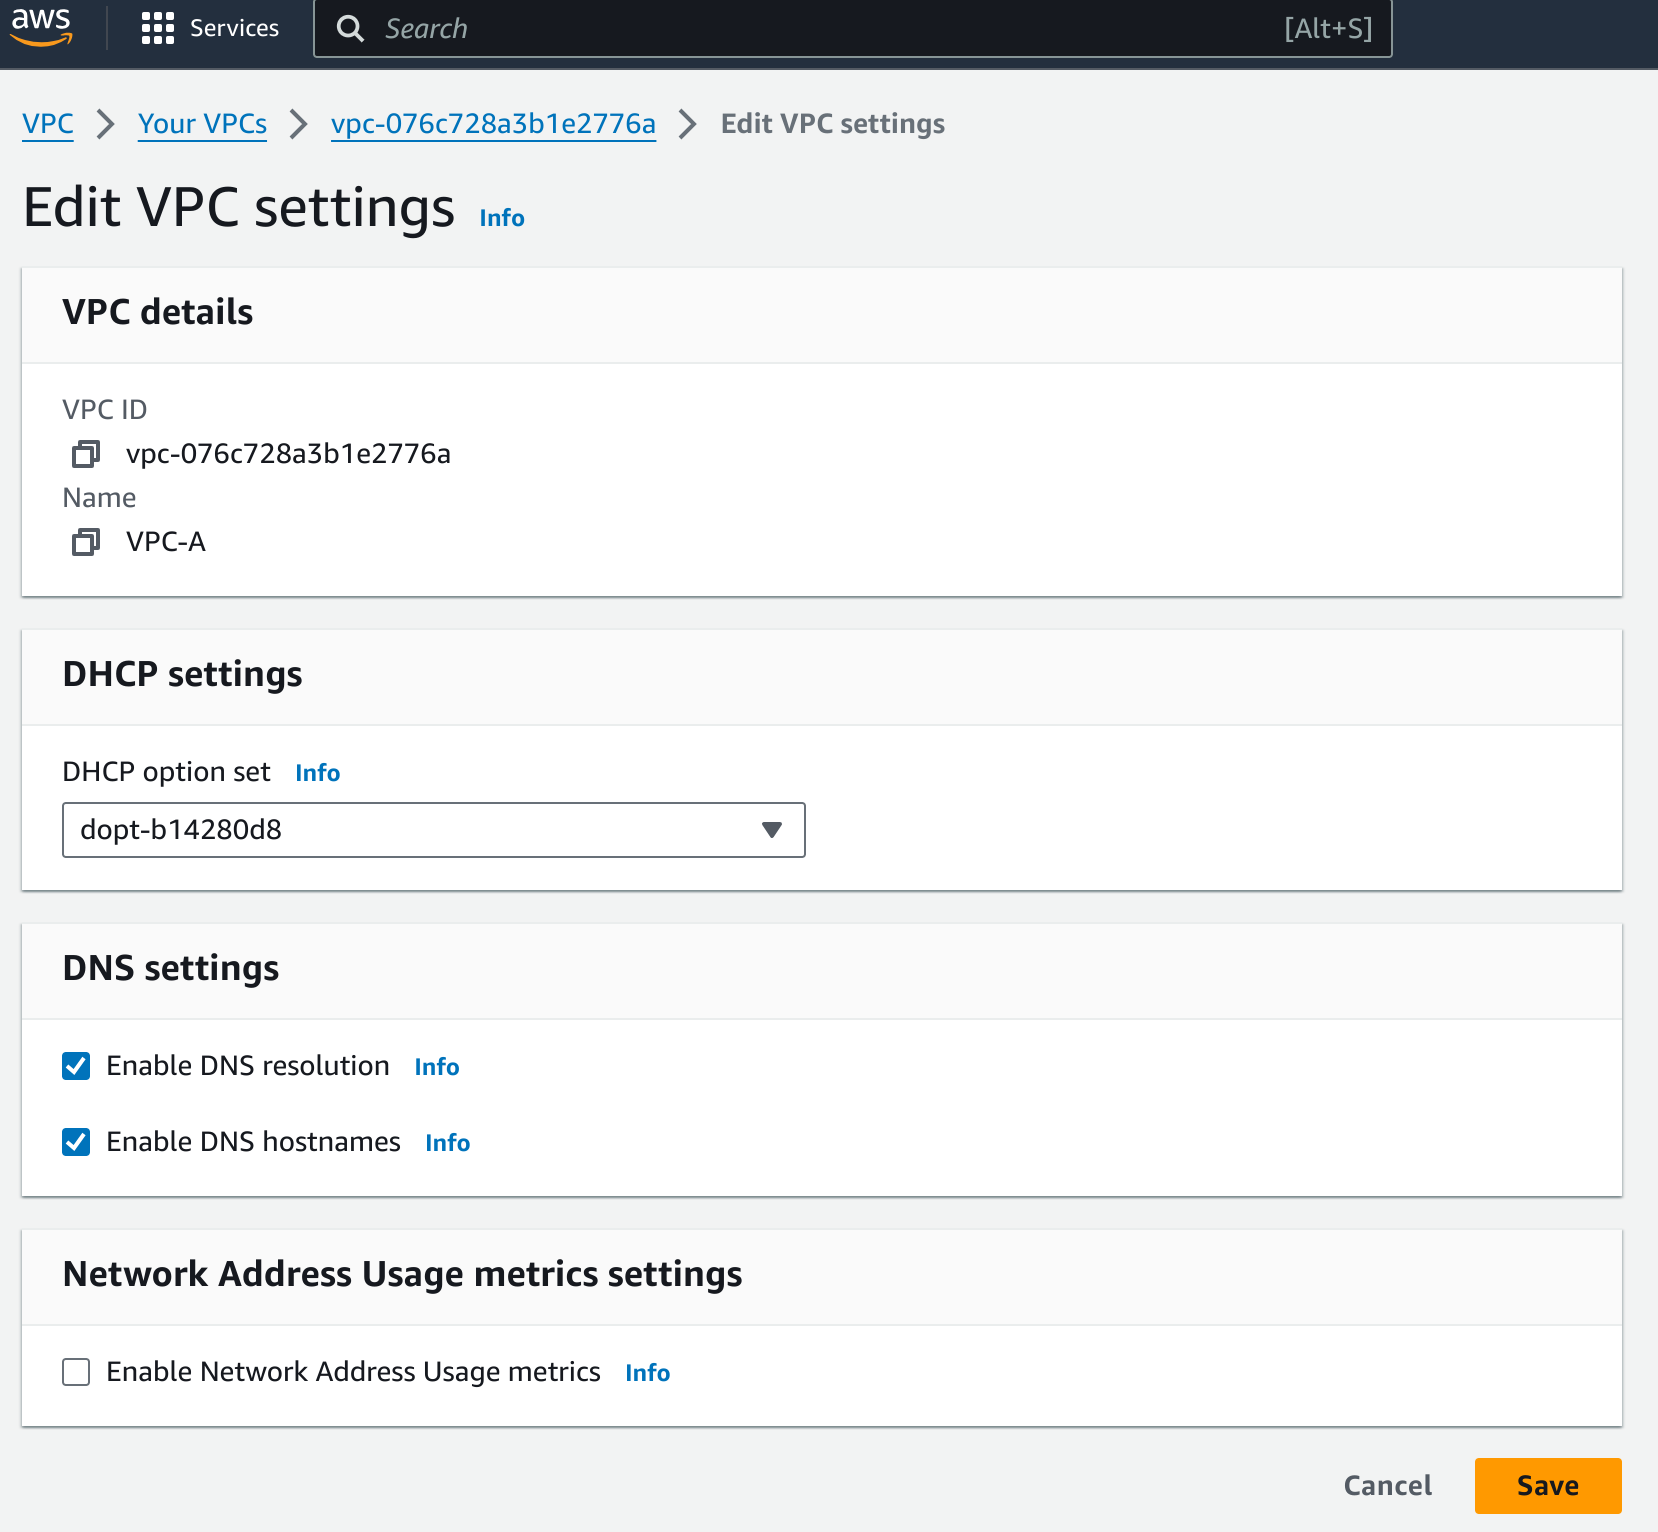 aws Services Search [Alt+S]
VPC Your VPCs vpc-076c728a3b1e2776a Edit VPC settings
Edit VPC settings Info
VPC details
VPC ID
vpc-076c728a3b1e2776a
Name
VPC-A
DHCP settings
DHCP option set Info
dopt-b14280d8
DNS settings
Enable DNS resolution Info
Enable DNS hostnames Info
Network Address Usage metrics settings
Enable Network Address Usage metrics Info
Cancel Save